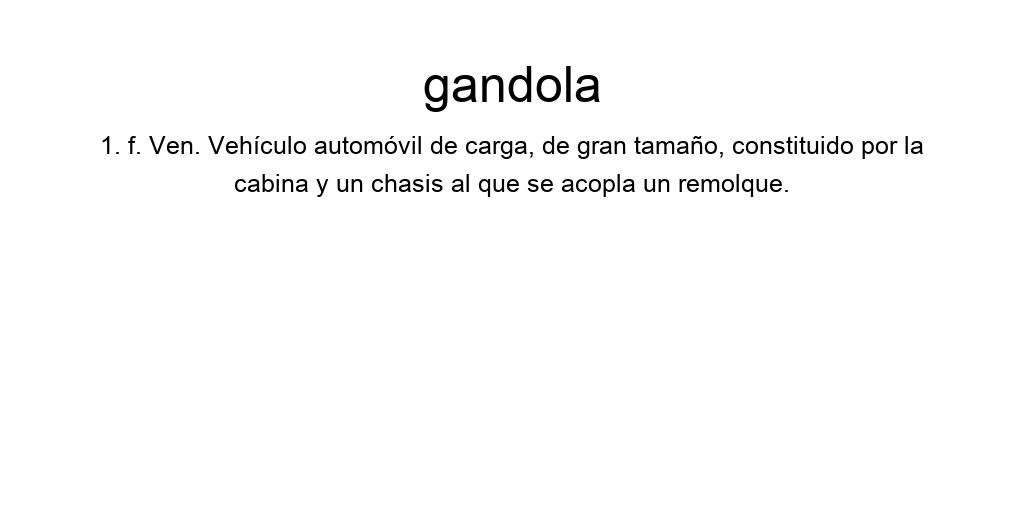 gandola
1. f. Ven. Vehículo automóvil de carga, de gran tamaño, constituido por la
cabina y un chasis al que se acopla un remolque.